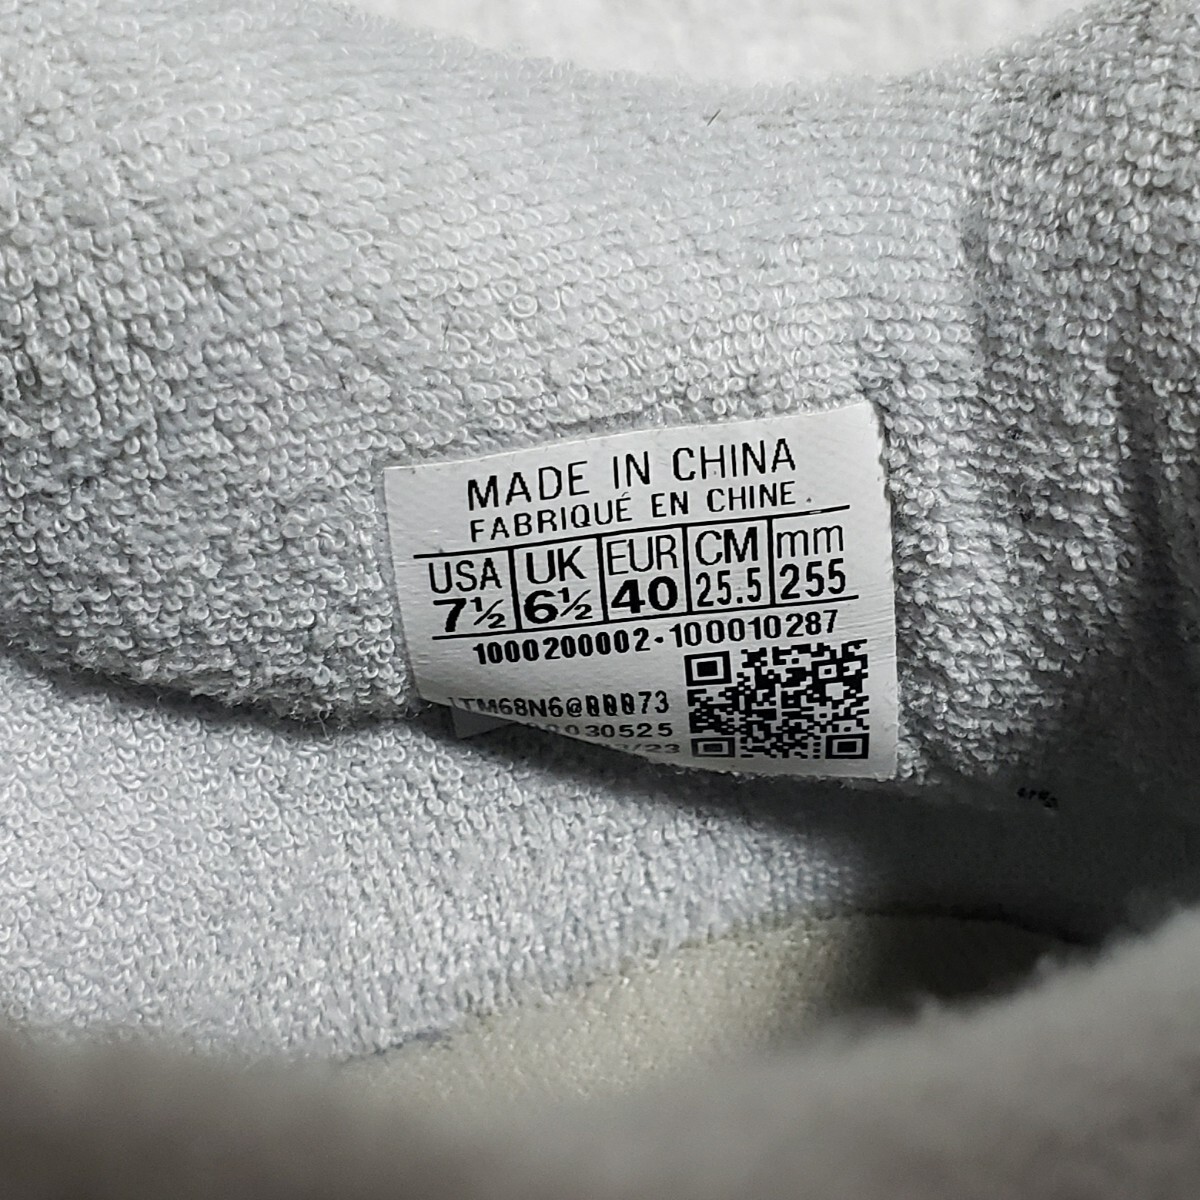 MADE IN CHINA
FABRIQUÉ EN CHINE
USA UK EUR CM mm
7½ 6½ 40 25.5 255
1000200002-100010287